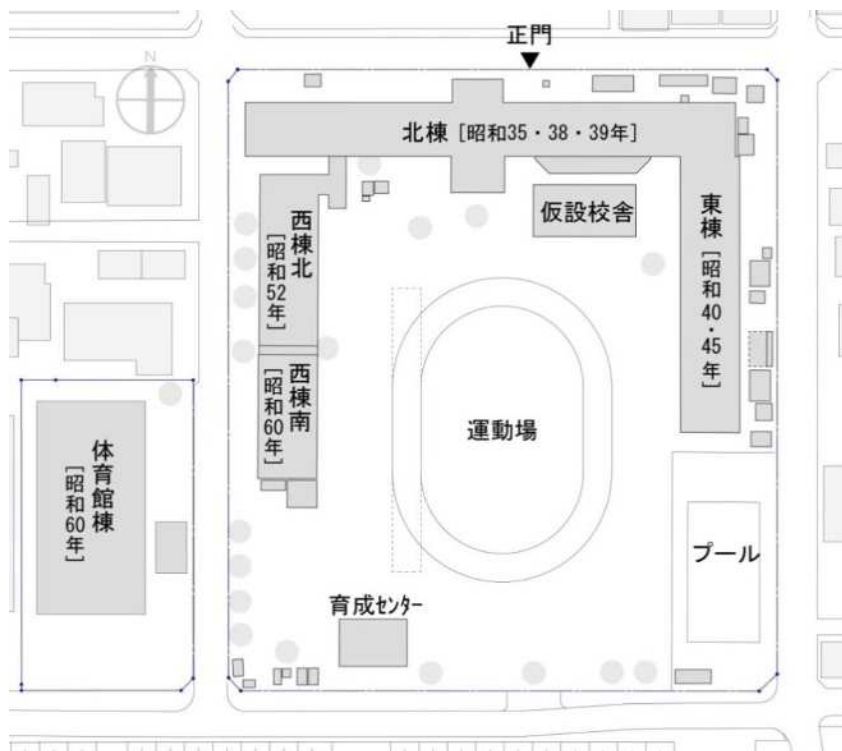 正門
N
北棟 [昭和35・38・39年]
仮設校舎
西棟北
[昭和52年]
東棟
[昭和40・45年]
西棟南
[昭和60年]
運動場
体育館棟
[昭和60年]
プール
育成ｾﾝﾀｰ